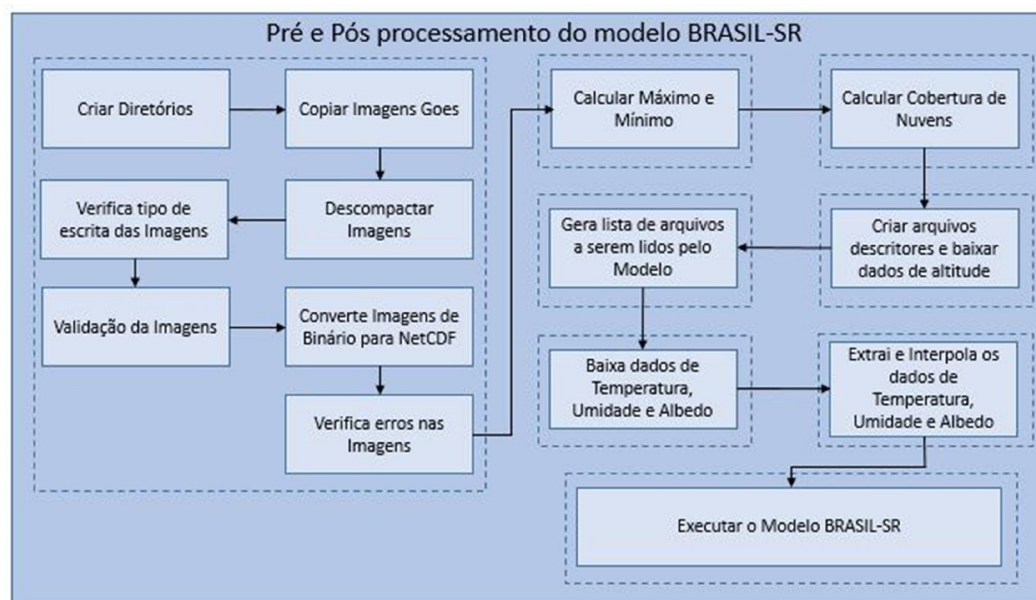 Pré e Pós processamento do modelo BRASIL-SR
Criar Diretórios
Copiar Imagens Goes
Descompactar
Imagens
Verifica tipo de
escrita das Imagens
Validação da Imagens
Converte Imagens de
Binário para NetCDF
Verifica erros nas
Imagens
Calcular Máximo e
Mínimo
Calcular Cobertura de
Nuvens
Criar arquivos
descritores e baixar
dados de altitude
Gera lista de arquivos
a serem lidos pelo
Modelo
Baixa dados de
Temperatura,
Umidade e Albedo
Extrai e Interpola os
dados de
Temperatura,
Umidade e Albedo
Executar o Modelo BRASIL-SR